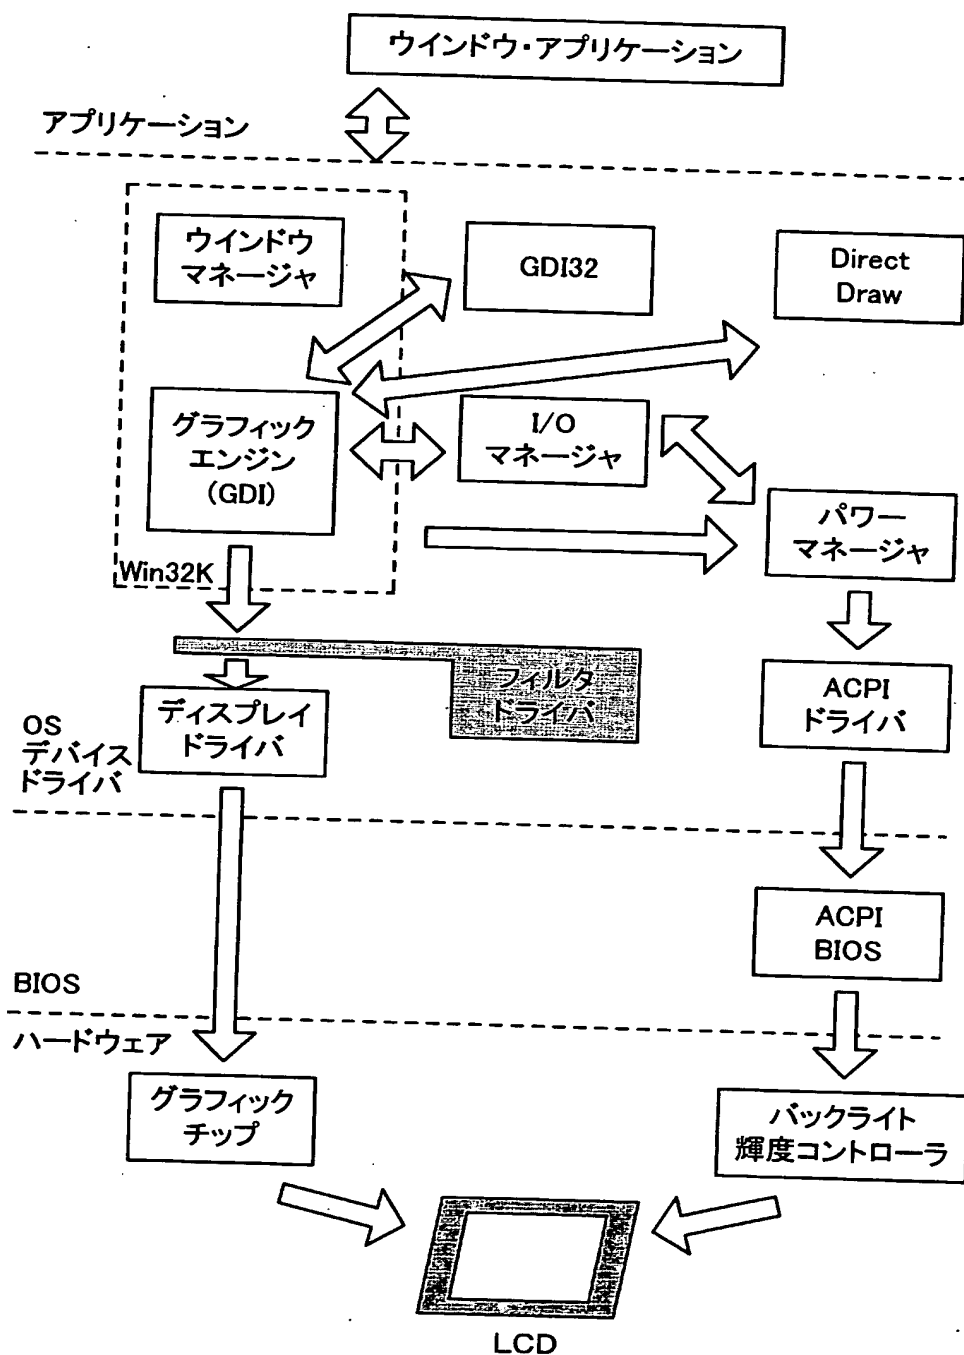 ウインドウ・アプリケーション
アプリケーション
ウインドウ
マネージャ
GDI32
Direct
Draw
グラフィック
エンジン
(GDI)
I/O
マネージャ
パワー
マネージャ
Win32K
フィルタ
ドライバ
ディスプレイ
ドライバ
ACPI
ドライバ
OS
デバイス
ドライバ
ACPI
BIOS
BIOS
ハードウェア
グラフィック
チップ
バックライト
輝度コントローラ
LCD